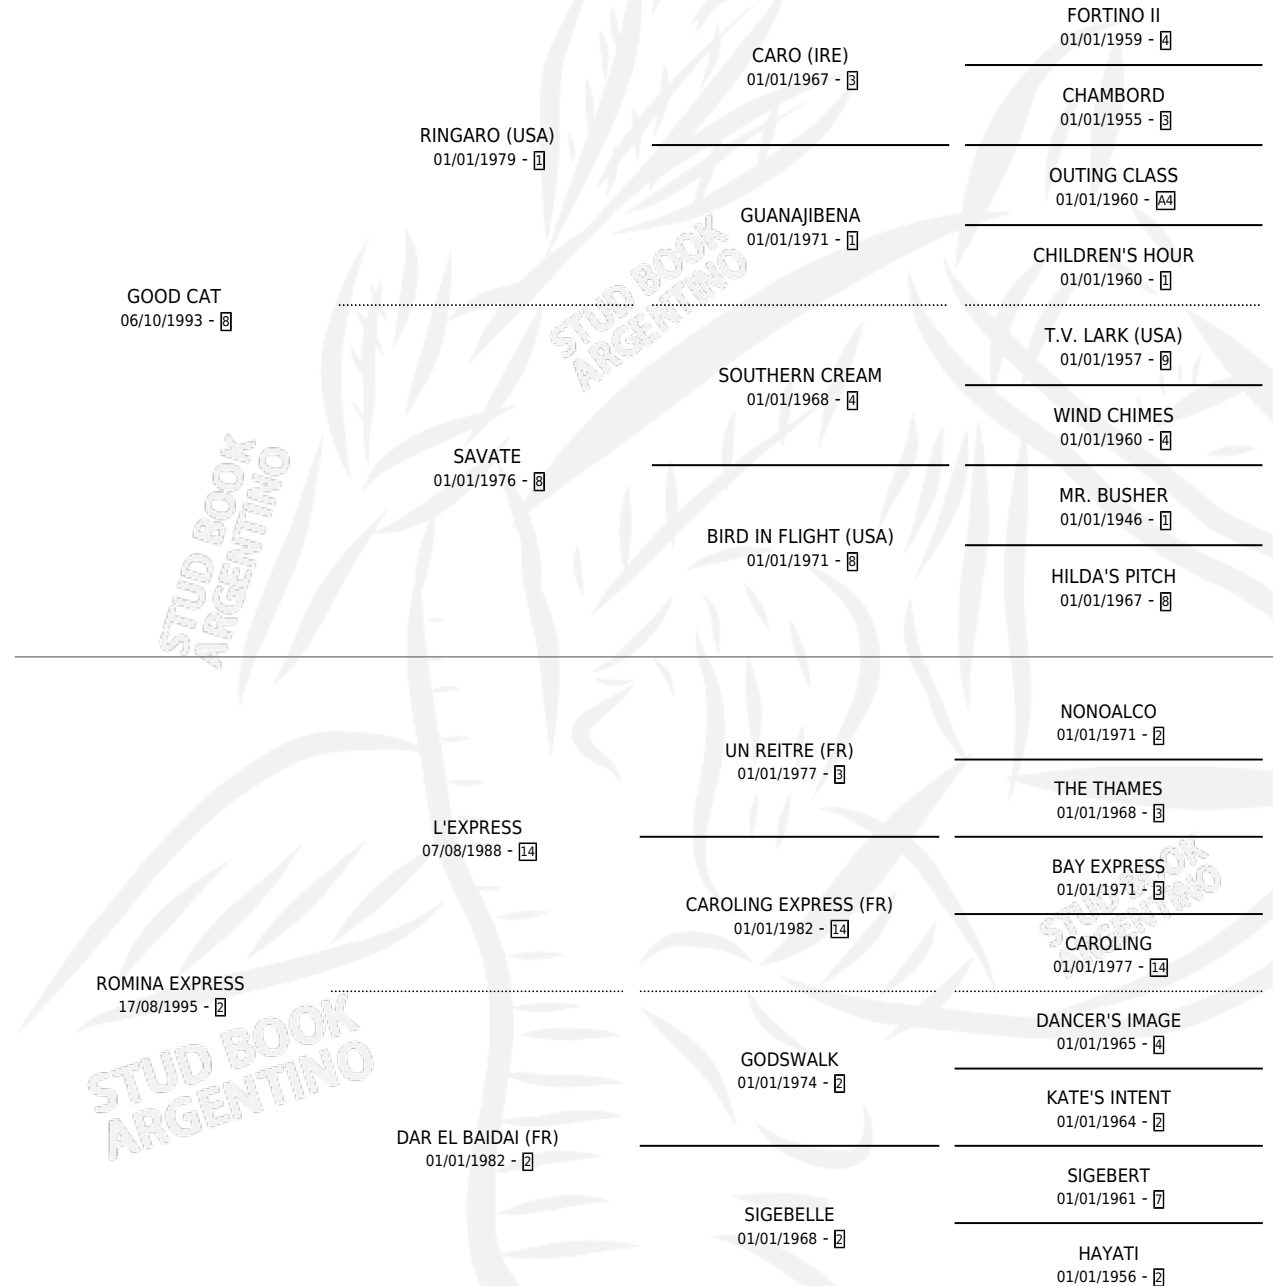 FORTINO II
01/01/1959 - 4
CARO (IRE)
01/01/1967 - 3
CHAMBORD
01/01/1955 - 3
RINGARO (USA)
01/01/1979 - 1
OUTING CLASS
01/01/1960 - A4
GUANAJIBENA
01/01/1971 - 1
CHILDREN'S HOUR
01/01/1960 - 1
GOOD CAT
06/10/1993 - 8
T.V. LARK (USA)
01/01/1957 - 9
SOUTHERN CREAM
01/01/1968 - 4
WIND CHIMES
01/01/1960 - 4
SAVATE
01/01/1976 - 8
MR. BUSHER
01/01/1946 - 1
BIRD IN FLIGHT (USA)
01/01/1971 - 8
HILDA'S PITCH
01/01/1967 - 8
NONOALCO
01/01/1971 - 2
UN REITRE (FR)
01/01/1977 - 3
THE THAMES
01/01/1968 - 3
L'EXPRESS
07/08/1988 - 14
BAY EXPRESS
01/01/1971 - 3
CAROLING EXPRESS (FR)
01/01/1982 - 14
CAROLING
01/01/1977 - 14
ROMINA EXPRESS
17/08/1995 - 2
DANCER'S IMAGE
01/01/1965 - 4
GODSWALK
01/01/1974 - 2
KATE'S INTENT
01/01/1964 - 2
DAR EL BAIDAI (FR)
01/01/1982 - 2
SIGEBERT
01/01/1961 - 7
SIGEBELLE
01/01/1968 - 2
HAYATI
01/01/1956 - 2
STUD BOOK
ARGENTINO
STUD BOOK
ARGENTINO
STUD BOOK
ARGENTINO
STUD BOOK
ARGENTINO